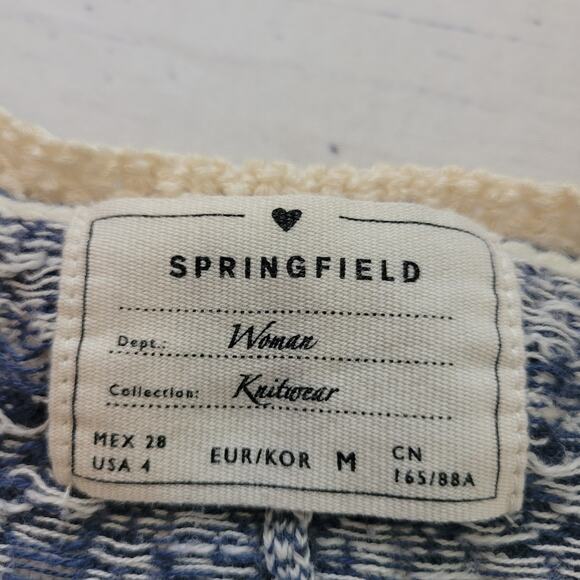 SPRINGFIELD
Dept.: Woman
Collection: Knitwear
MEX 28
USA 4
EUR/KOR M
CN
165/88A